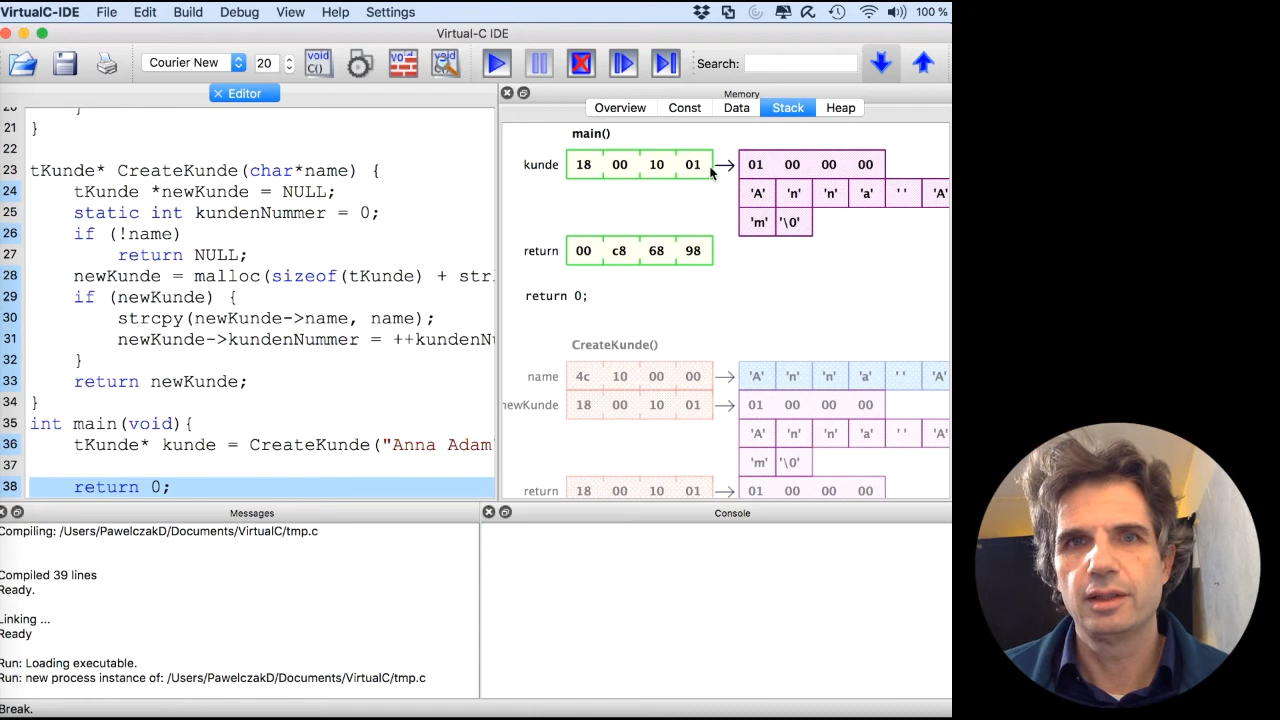 VirtualC-IDE File Edit Build Debug View Help Settings 100 %
Virtual-C IDE
Courier New 20 void C() void C() Search:
Editor
21 }
22
23 tKunde* CreateKunde(char*name) {
24 tKunde *newKunde = NULL;
25 static int kundenNummer = 0;
26 if (!name)
27 return NULL;
28 newKunde = malloc(sizeof(tKunde) + str
29 if (newKunde) {
30 strcpy(newKunde->name, name);
31 newKunde->kundenNummer = ++kundenN
32 }
33 return newKunde;
34 }
35 int main(void){
36 tKunde* kunde = CreateKunde("Anna Adam
37
38 return 0;
Memory
Overview Const Data Stack Heap
main()
kunde 18 00 10 01 01 00 00 00
'A' 'n' 'n' 'a' ' ' 'A'
'm' '\0'
return 00 c8 68 98
return 0;
CreateKunde()
name 4c 10 00 00 'A' 'n' 'n' 'a' ' ' 'A'
newKunde 18 00 10 01 01 00 00 00
'A' 'n' 'n' 'a' ' ' 'A'
'm' '\0'
return 18 00 10 01 01 00 00 00
Messages
Compiling: /Users/PawelczakD/Documents/VirtualC/tmp.c
Compiled 39 lines
Ready.
Linking ...
Ready
Run: Loading executable.
Run: new process instance of: /Users/PawelczakD/Documents/VirtualC/tmp.c
Console
Break.